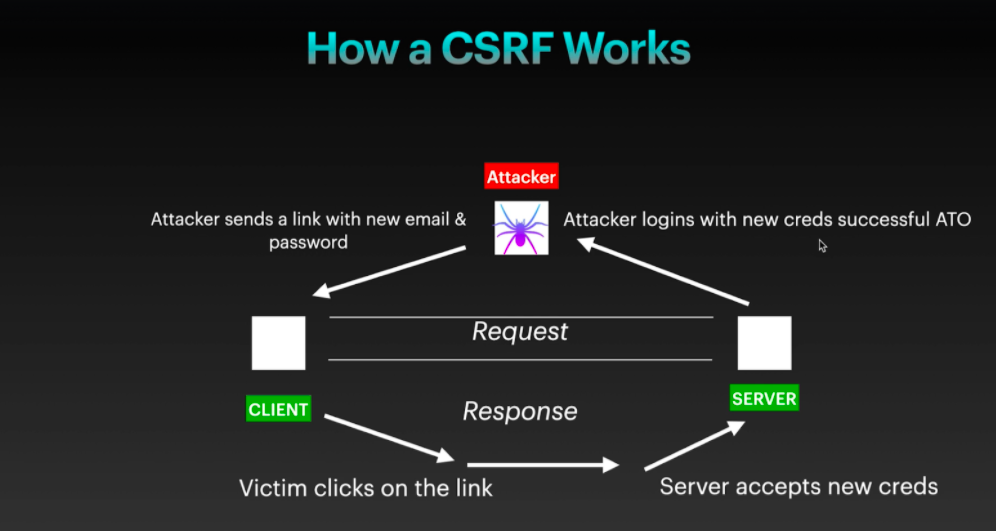 How a CSRF Works
Attacker
Attacker sends a link with new email &
password
Attacker logins with new creds successful ATO
Request
CLIENT
SERVER
Response
Victim clicks on the link
Server accepts new creds